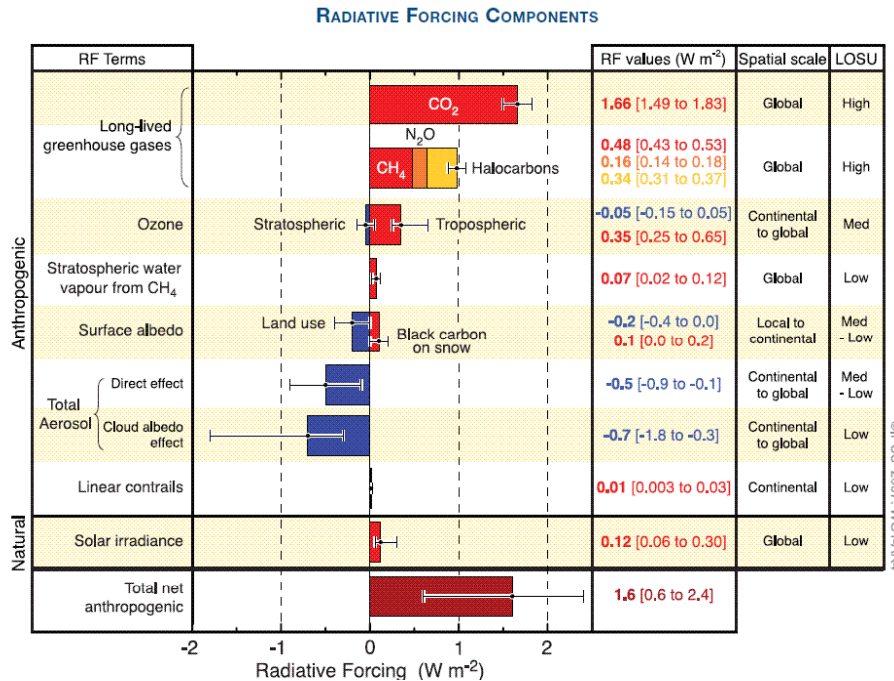 RADIATIVE FORCING COMPONENTS
RF Terms
RF values (W m⁻²)
Spatial scale
LOSU
Anthropogenic
Long-lived
greenhouse gases
CO₂
1.66 [1.49 to 1.83]
Global
High
N₂O
CH₄
Halocarbons
0.48 [0.43 to 0.53]
0.16 [0.14 to 0.18]
0.34 [0.31 to 0.37]
Global
High
Ozone
Stratospheric
Tropospheric
-0.05 [-0.15 to 0.05]
0.35 [0.25 to 0.65]
Continental
to global
Med
Stratospheric water
vapour from CH₄
0.07 [0.02 to 0.12]
Global
Low
Surface albedo
Land use
Black carbon
on snow
-0.2 [-0.4 to 0.0]
0.1 [0.0 to 0.2]
Local to
continental
Med
- Low
Total
Aerosol
Direct effect
-0.5 [-0.9 to -0.1]
Continental
to global
Med
- Low
Cloud albedo
effect
-0.7 [-1.8 to -0.3]
Continental
to global
Low
Linear contrails
0.01 [0.003 to 0.03]
Continental
Low
Natural
Solar irradiance
0.12 [0.06 to 0.30]
Global
Low
Total net
anthropogenic
1.6 [0.6 to 2.4]
-2 -1 0 1 2
Radiative Forcing (W m⁻²)